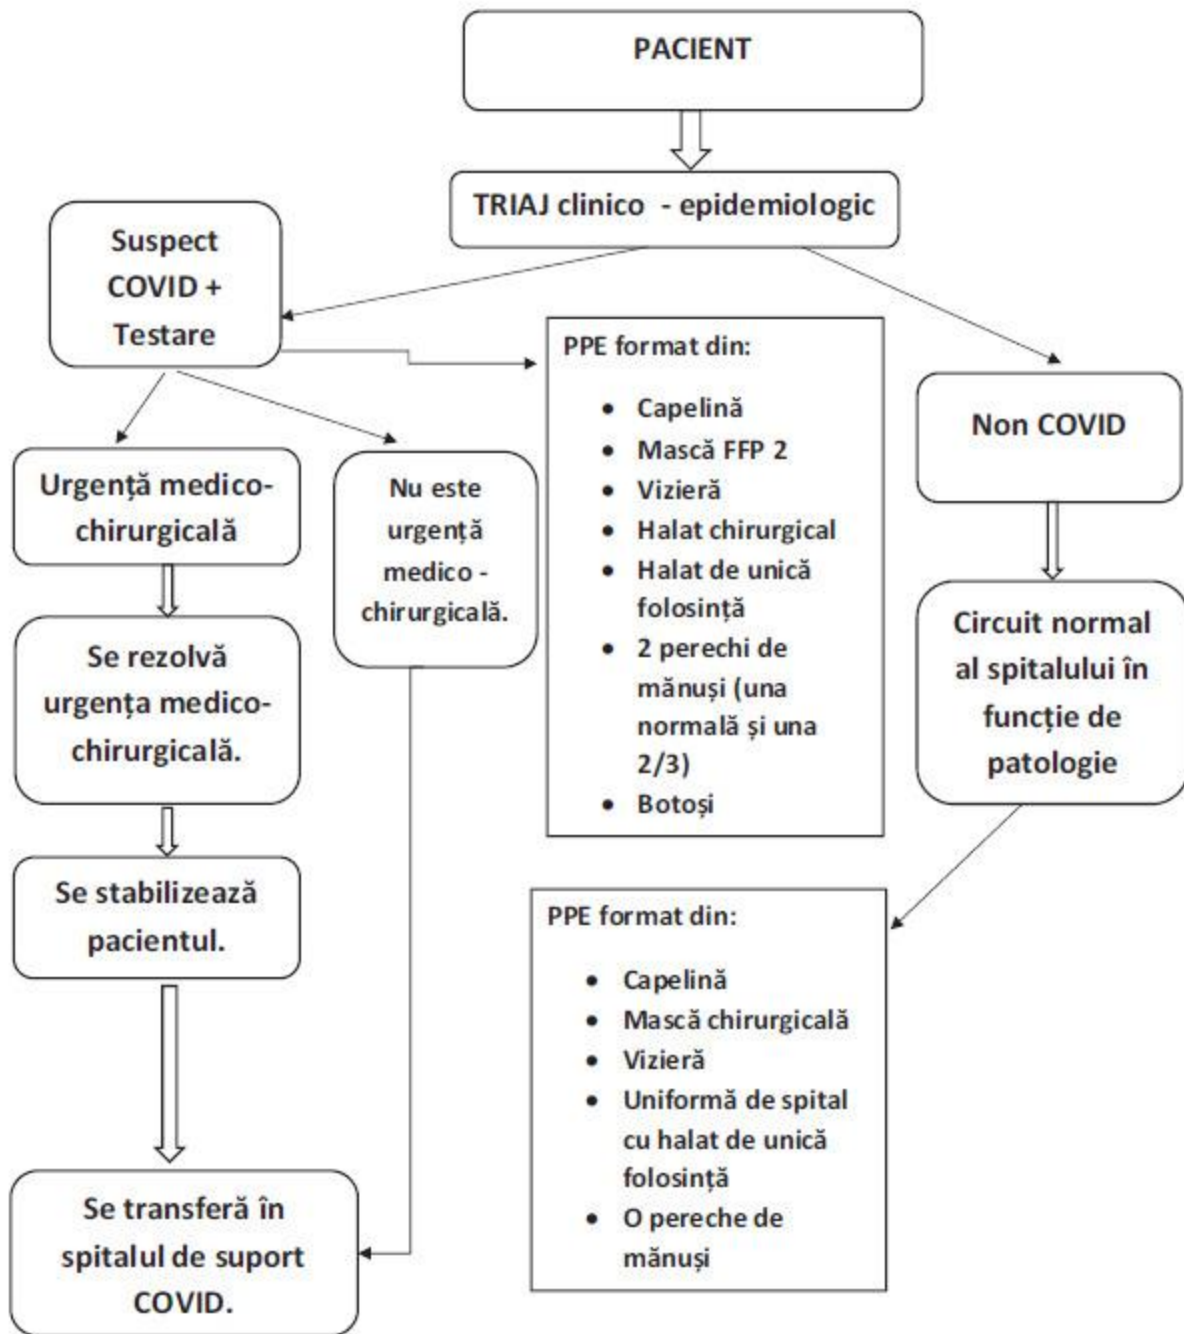 PACIENT
TRIAJ clinico - epidemiologic
Suspect
COVID +
Testare
PPE format din:
• Capelină
• Mască FFP 2
• Vizieră
• Halat chirurgical
• Halat de unică
folosință
• 2 perechi de
mănuși (una
normală și una
2/3)
• Botoși
Non COVID
Urgență medico-
chirurgicală
Nu este
urgență
medico -
chirurgicală.
Se rezolvă
urgența medico-
chirurgicală.
Circuit normal
al spitalului în
funcție de
patologie
Se stabilizează
pacientul.
PPE format din:
• Capelină
• Mască chirurgicală
• Vizieră
• Uniformă de spital
cu halat de unică
folosință
• O pereche de
mănuși
Se transferă în
spitalul de suport
COVID.